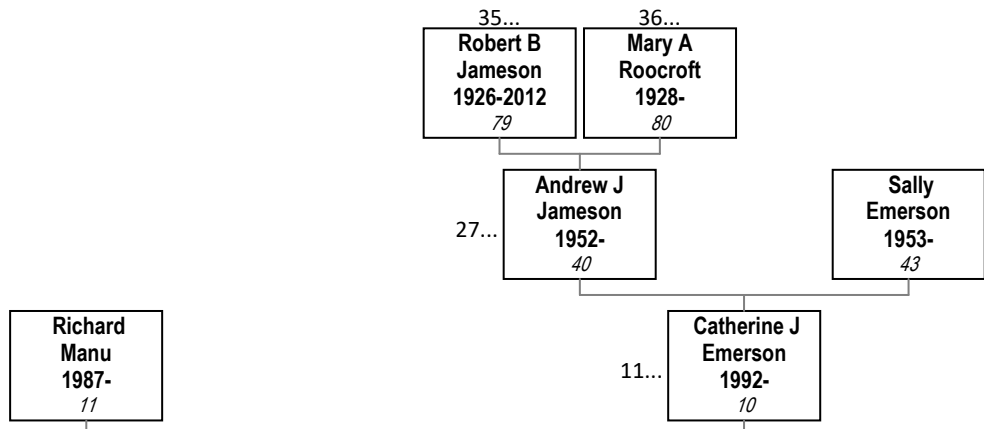 35...
36...
Robert B
Jameson
1926-2012
79
Mary A
Roocroft
1928-
80
27...
Andrew J
Jameson
1952-
40
Sally
Emerson
1953-
43
Richard
Manu
1987-
11
11...
Catherine J
Emerson
1992-
10